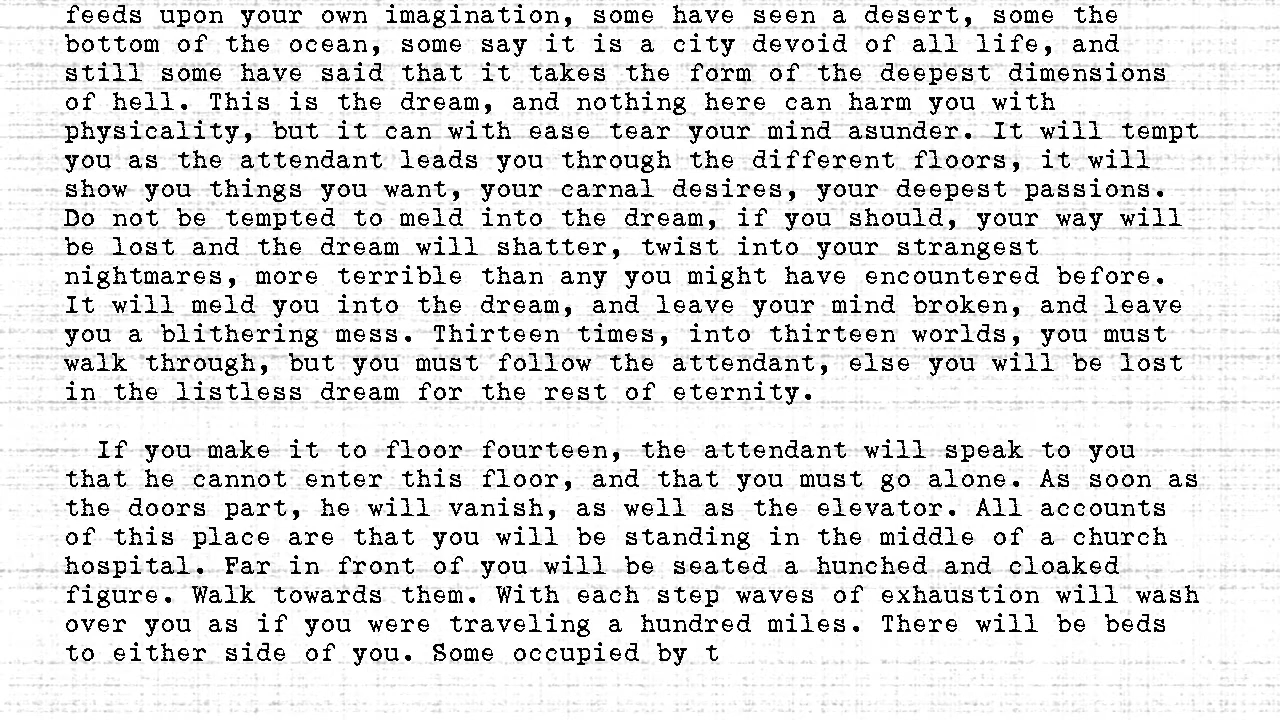 feeds upon your own imagination, some have seen a desert, some the
bottom of the ocean, some say it is a city devoid of all life, and
still some have said that it takes the form of the deepest dimensions
of hell. This is the dream, and nothing here can harm you with
physicality, but it can with ease tear your mind asunder. It will tempt
you as the attendant leads you through the different floors, it will
show you things you want, your carnal desires, your deepest passions.
Do not be tempted to meld into the dream, if you should, your way will
be lost and the dream will shatter, twist into your strangest
nightmares, more terrible than any you might have encountered before.
It will meld you into the dream, and leave your mind broken, and leave
you a blithering mess. Thirteen times, into thirteen worlds, you must
walk through, but you must follow the attendant, else you will be lost
in the listless dream for the rest of eternity.
If you make it to floor fourteen, the attendant will speak to you
that he cannot enter this floor, and that you must go alone. As soon as
the doors part, he will vanish, as well as the elevator. All accounts
of this place are that you will be standing in the middle of a church
hospital. Far in front of you will be seated a hunched and cloaked
figure. Walk towards them. With each step waves of exhaustion will wash
over you as if you were traveling a hundred miles. There will be beds
to either side of you. Some occupied by t